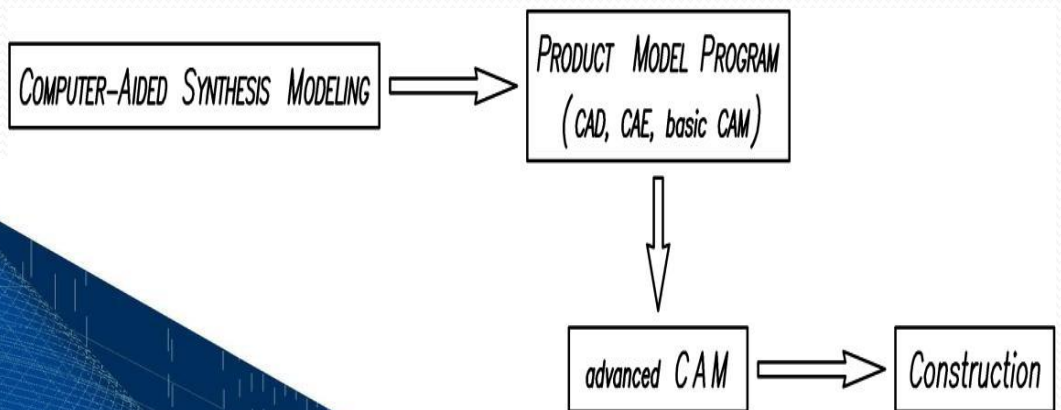 COMPUTER-AIDED SYNTHESIS MODELING
PRODUCT MODEL PROGRAM
(CAD, CAE, basic CAM)
advanced CAM
Construction